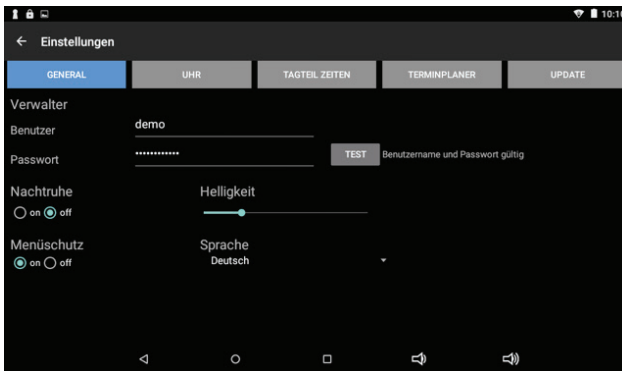 10:10
Einstellungen
GENERAL UHR TAGTEIL ZEITEN TERMINPLANER UPDATE
Verwalter
Benutzer demo
Passwort •••••••••••• TEST Benutzername und Passwort gültig
Nachtruhe Helligkeit
on off
Menüschutz Sprache
on off Deutsch